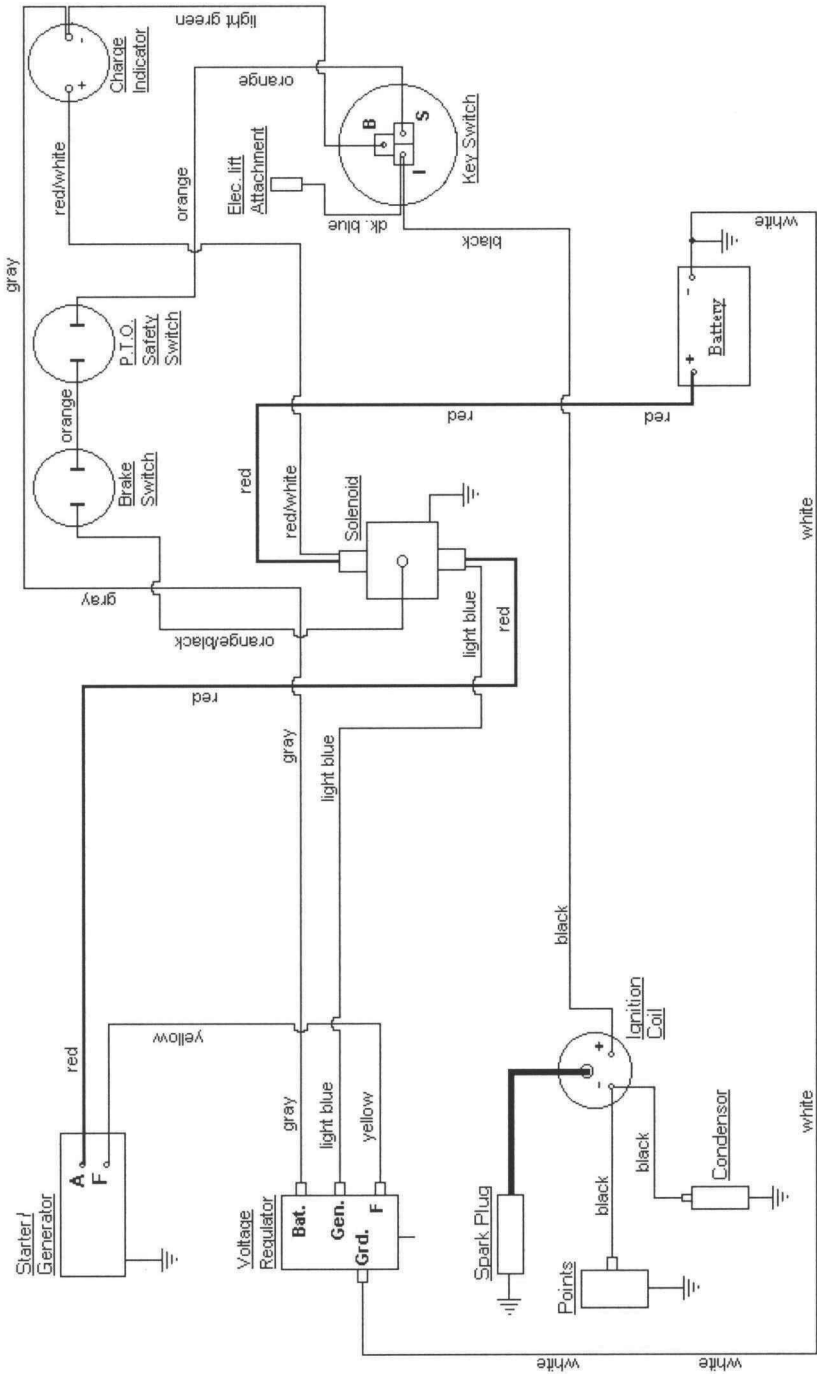 light green
-
+
Charge
Indicator
orange
B
S
I
Key Switch
red/white
orange
Elec. lift
Attachment
dk. blue
black
gray
P.T.O.
Safety
Switch
orange
Brake
Switch
white
-
+
Battery
red
red
red
red/white
Solenoid
gray
orange/black
light blue
red
red
gray
light blue
white
black
red
yellow
A
F
Starter /
Generator
gray
light blue
yellow
Bat.
Gen.
F
Grd.
Voltage
Regulator
+
-
Ignition
Coil
white
Spark Plug
black
black
Condensor
Points
white
white